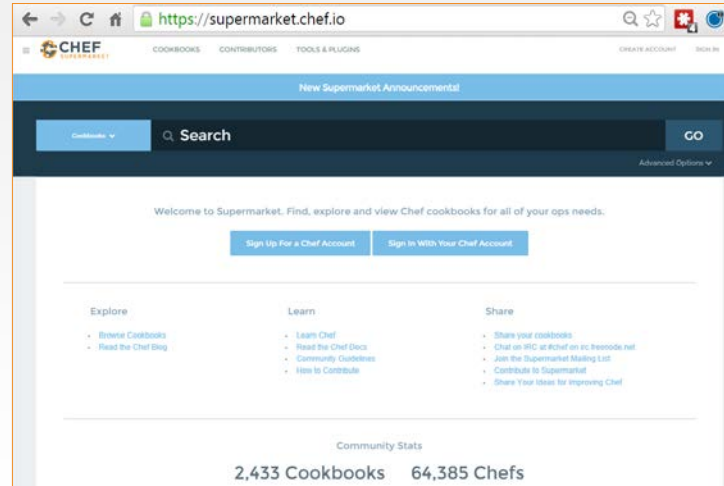 https://supermarket.chef.io
CHEF
SUPERMARKET
COOKBOOKS CONTRIBUTORS TOOLS & PLUGINS CREATE ACCOUNT SIGN IN
New Supermarket Announcements!
Cookbooks Search GO
Advanced Options
Welcome to Supermarket. Find, explore and view Chef cookbooks for all of your ops needs.
Sign Up For a Chef Account Sign In With Your Chef Account
Explore Learn Share
Browse Cookbooks Learn Chef Share your cookbooks
Read the Chef Blog Read the Chef Docs Chat on IRC at #chef on irc.freenode.net
Community Guidelines Join the Supermarket Mailing List
How to Contribute Contribute to Supermarket
Share Your Ideas for Improving Chef
Community Stats
2,433 Cookbooks 64,385 Chefs